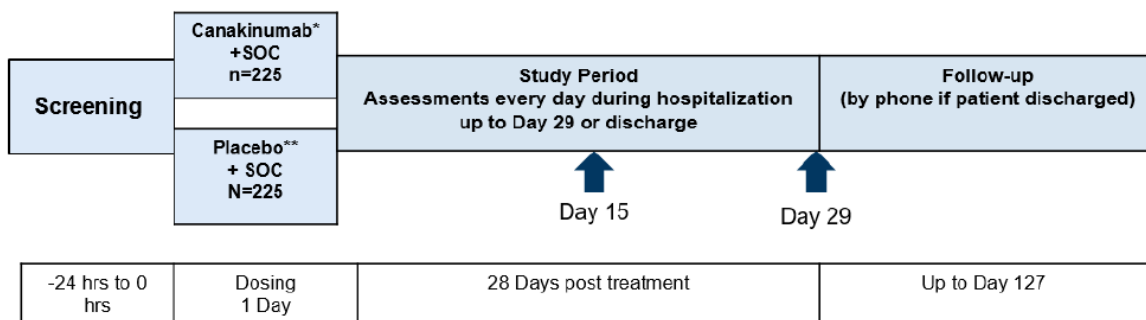 Screening
Canakinumab*
+SOC
n=225
Placebo**
+ SOC
N=225
Study Period
Assessments every day during hospitalization
up to Day 29 or discharge
Follow-up
(by phone if patient discharged)
Day 15
Day 29
-24 hrs to 0
hrs
Dosing
1 Day
28 Days post treatment
Up to Day 127